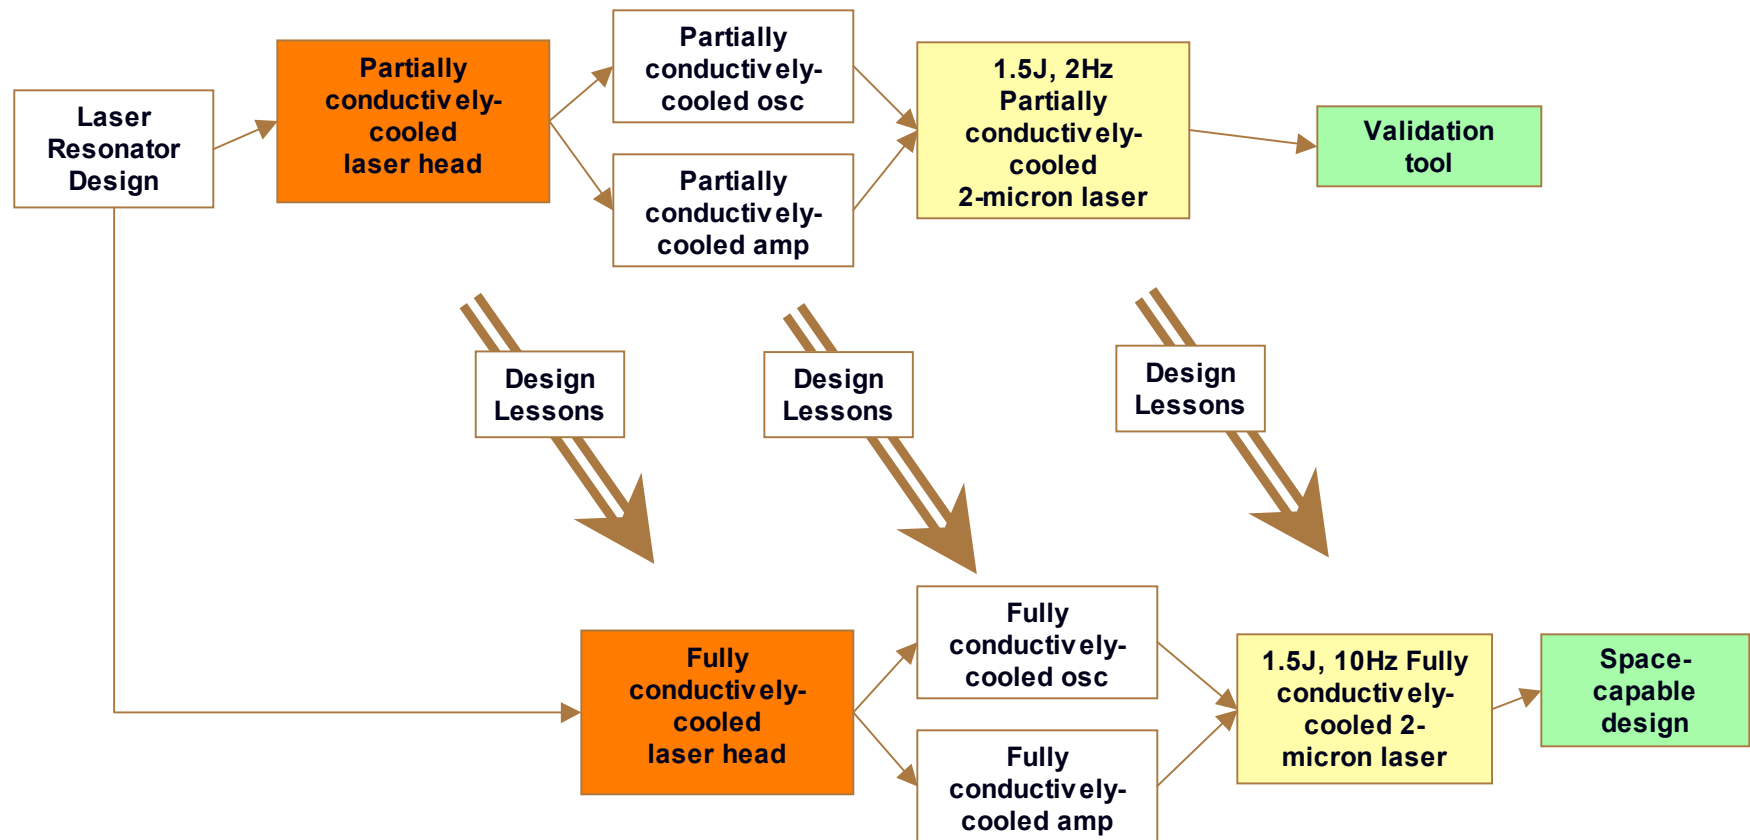 Laser
Resonator
Design
Partially
conductively-
cooled
laser head
Partially
conductively-
cooled osc
Partially
conductively-
cooled amp
1.5J, 2Hz
Partially
conductively-
cooled
2-micron laser
Validation
tool
Design
Lessons
Design
Lessons
Design
Lessons
Fully
conductively-
cooled
laser head
Fully
conductively-
cooled osc
Fully
conductively-
cooled amp
1.5J, 10Hz Fully
conductively-
cooled 2-
micron laser
Space-
capable
design